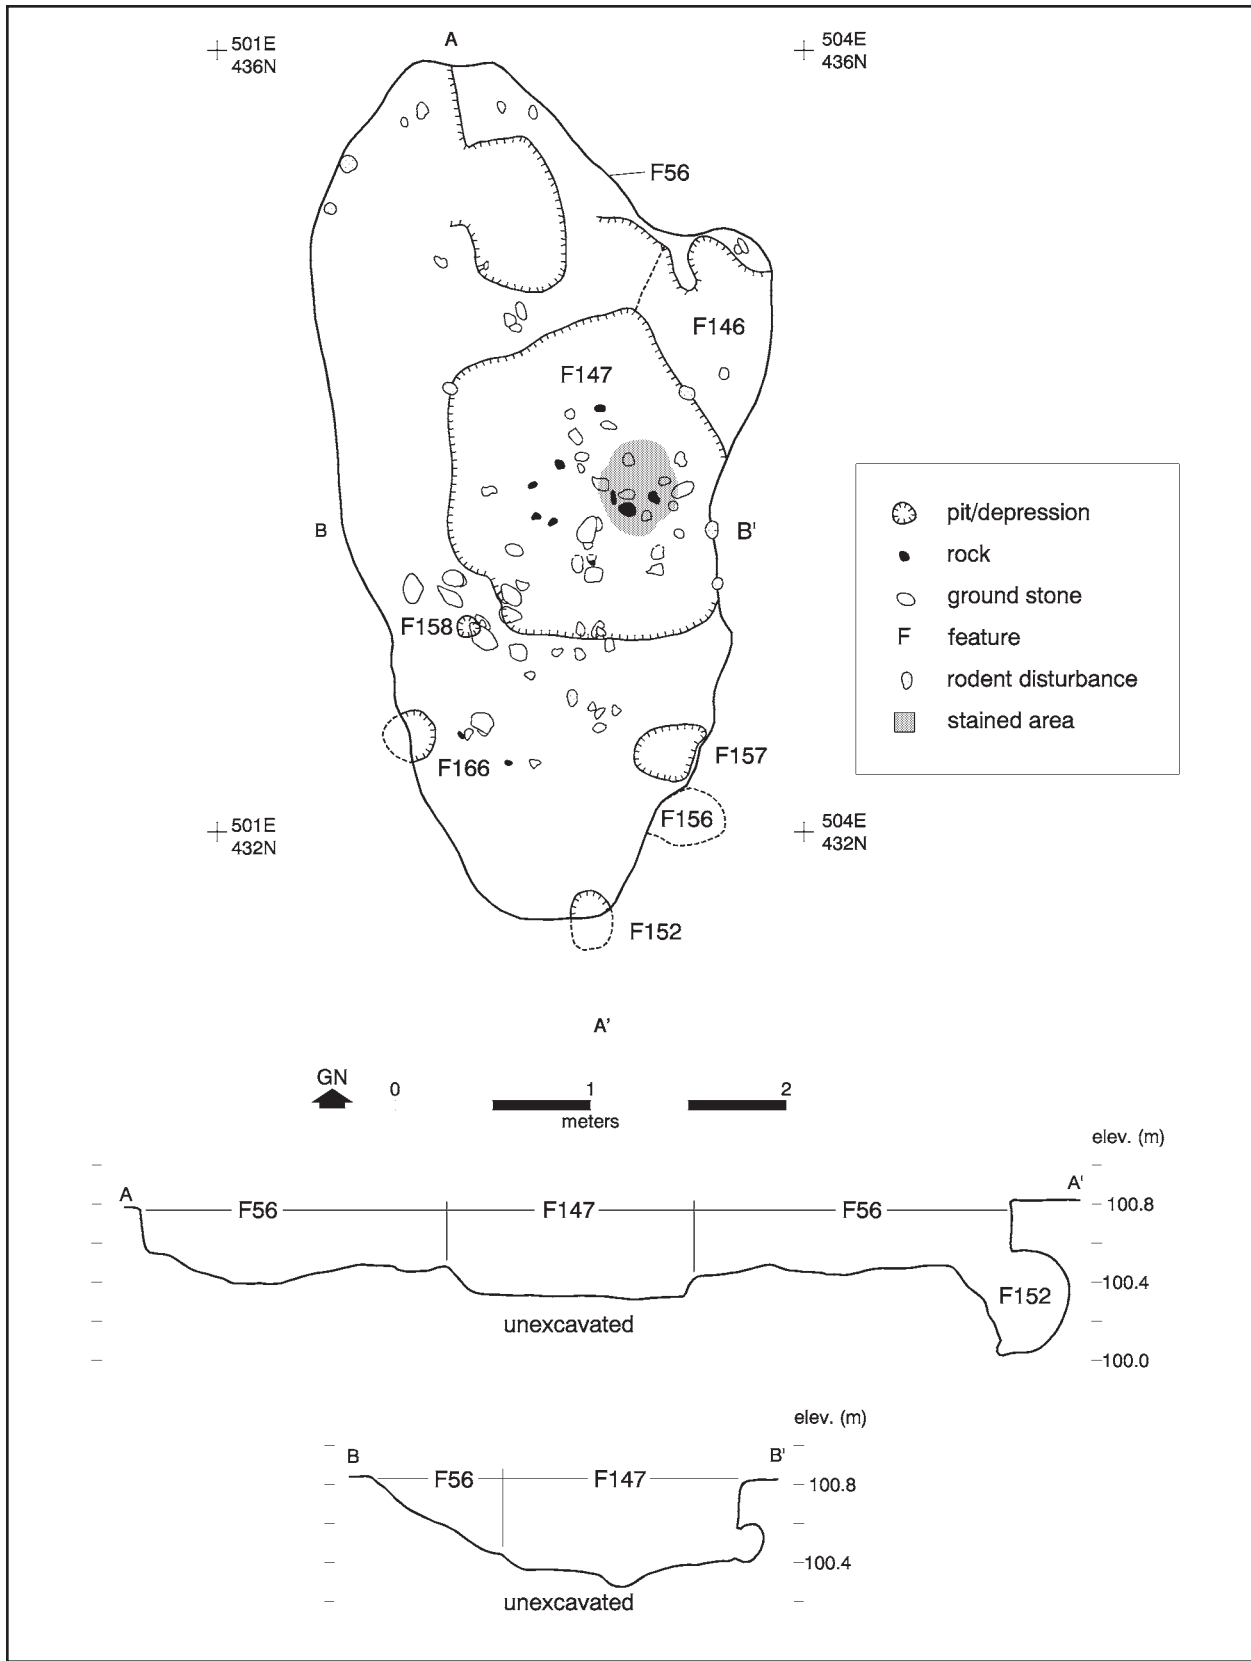 501E
436N
A
504E
436N
F56
F146
F147
B
B'
pit/depression
rock
ground stone
F feature
rodent disturbance
stained area
F158
F166
F157
501E
432N
F156
504E
432N
F152
A'
GN
0 1 2
meters
elev. (m)
A F56 F147 F56 A'
100.8
100.4
F152
unexcavated
100.0
elev. (m)
B F56 F147 B'
100.8
100.4
unexcavated